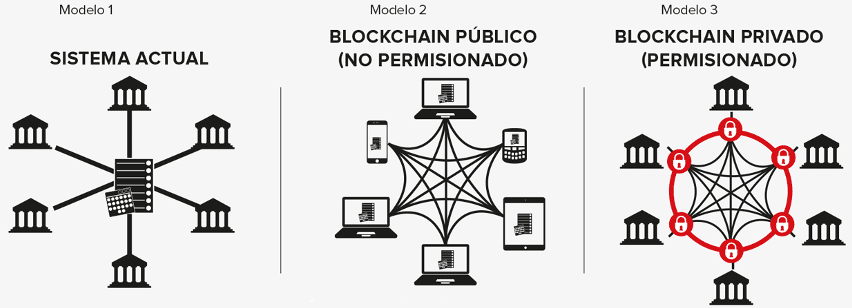 Modelo 1
SISTEMA ACTUAL
Modelo 2
BLOCKCHAIN PÚBLICO
(NO PERMISIONADO)
Modelo 3
BLOCKCHAIN PRIVADO
(PERMISIONADO)